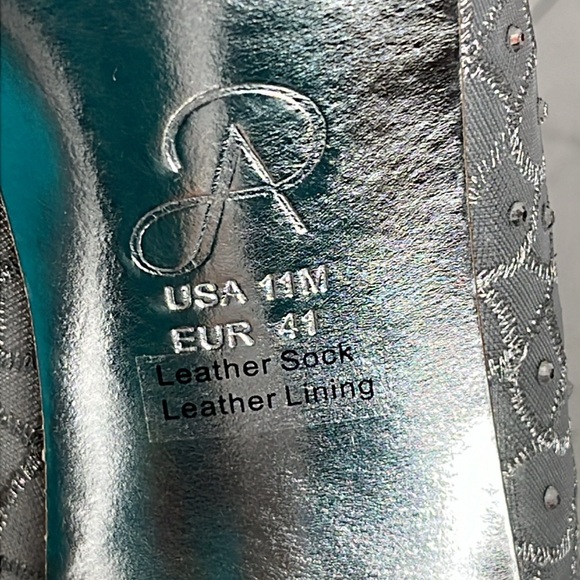 USA 11M
EUR 41
Leather Sock
Leather Lining